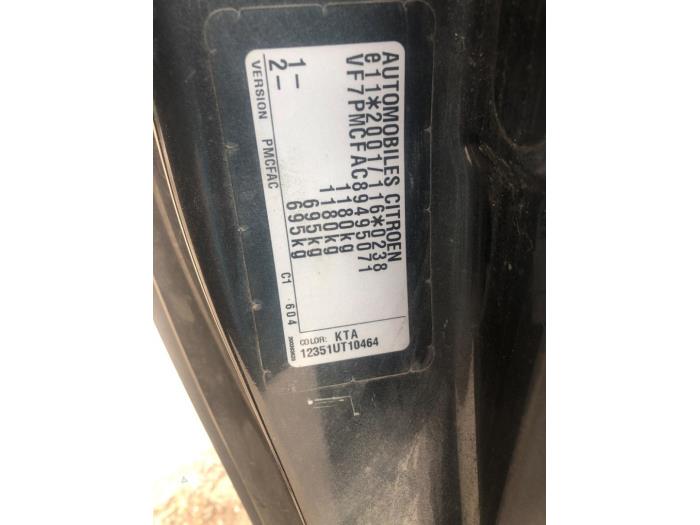 AUTOMOBILES CITROEN
e11*2001/116*0238
VF7PMCFAC89495071
1180kg
1180kg
1– 695kg
2– 695kg
VERSION PMCFAC C1 604
COLOR: KTA
12351UT10464